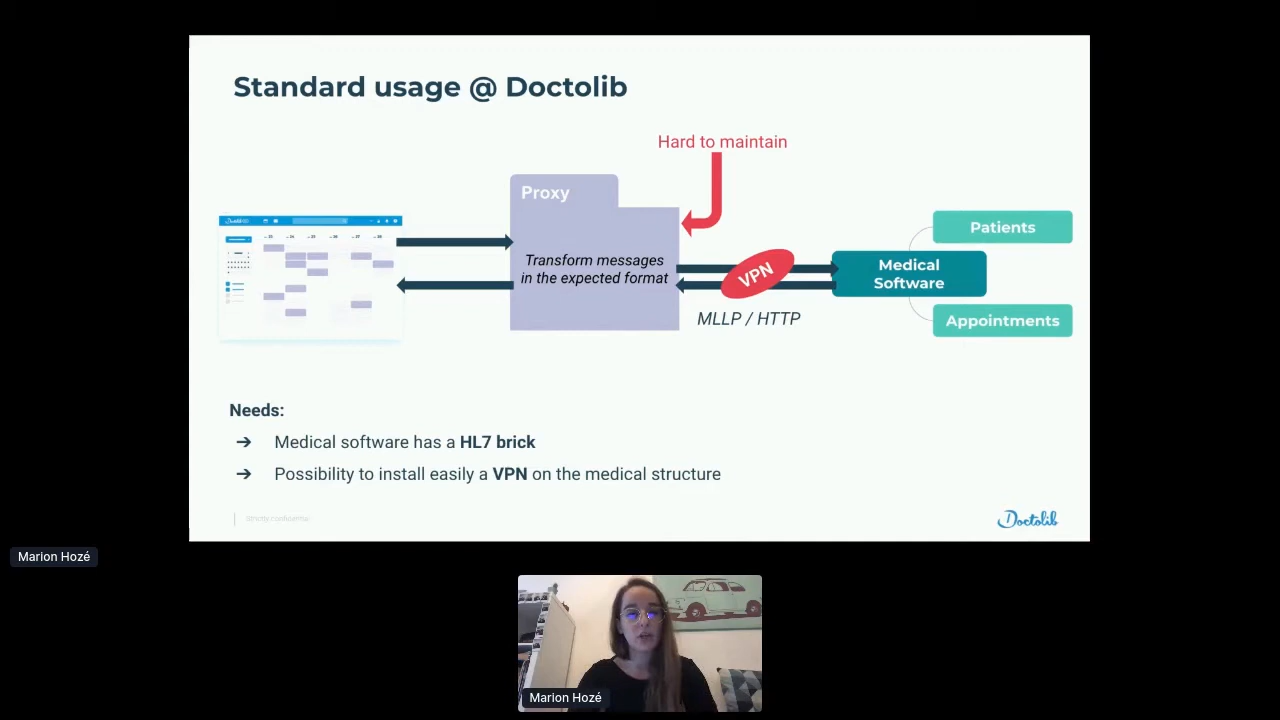 Standard usage @ Doctolib
Hard to maintain
Proxy
Transform messages
in the expected format
VPN
MLLP / HTTP
Patients
Medical
Software
Appointments
Needs:
➔ Medical software has a HL7 brick
➔ Possibility to install easily a VPN on the medical structure
Strictly Confidential
Doctolib
Marion Hozé
Marion Hozé